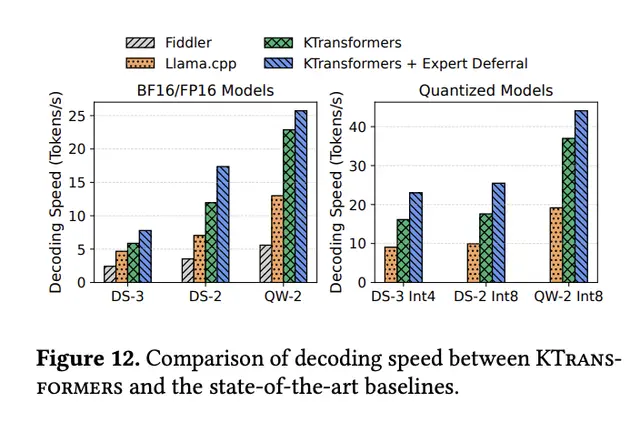 Fiddler
Llama.cpp
KTransformers
KTransformers + Expert Deferral
BF16/FP16 Models
Decoding Speed (Tokens/s)
25
20
15
10
5
0
DS-3 DS-2 QW-2
Quantized Models
Decoding Speed (Tokens/s)
40
30
20
10
0
DS-3 Int4 DS-2 Int8 QW-2 Int8
Figure 12. Comparison of decoding speed between KTRANS-
FORMERS and the state-of-the-art baselines.